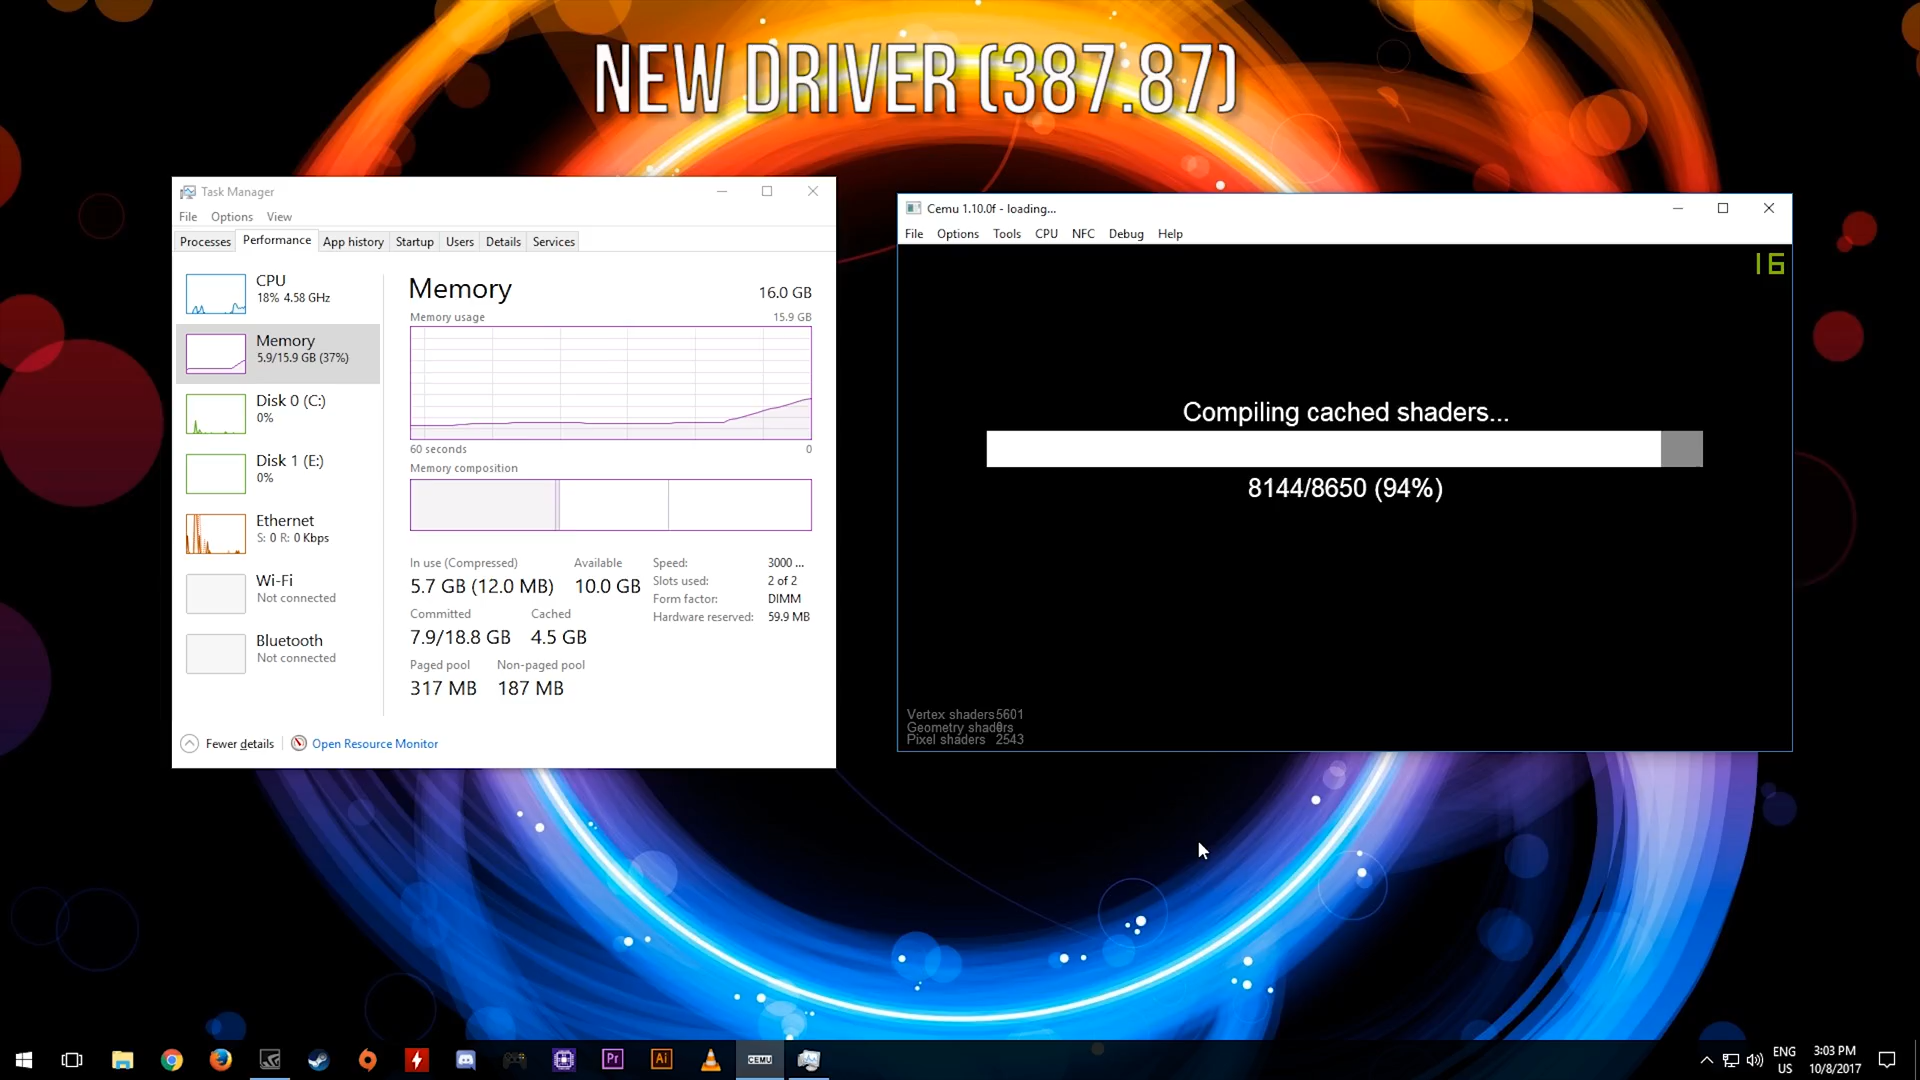 NEW DRIVER (387.87)
Task Manager
File Options View
Processes Performance App history Startup Users Details Services
CPU
18% 4.58 GHz
Memory
5.9/15.9 GB (37%)
Disk 0 (C:)
0%
Disk 1 (E:)
0%
Ethernet
S: 0 R: 0 Kbps
Wi-Fi
Not connected
Bluetooth
Not connected
Memory 16.0 GB
Memory usage 15.9 GB
60 seconds 0
Memory composition
In use (Compressed) Available
5.7 GB (12.0 MB) 10.0 GB
Committed Cached
7.9/18.8 GB 4.5 GB
Paged pool Non-paged pool
317 MB 187 MB
Speed: 3000 ...
Slots used: 2 of 2
Form factor: DIMM
Hardware reserved: 59.9 MB
Fewer details Open Resource Monitor
Cemu 1.10.0f - loading...
File Options Tools CPU NFC Debug Help
16
Compiling cached shaders...
8144/8650 (94%)
Vertex shaders 5601
Geometry shaders
Pixel shaders 2543
Pr Ai CEMU
ENG
US
3:03 PM
10/8/2017